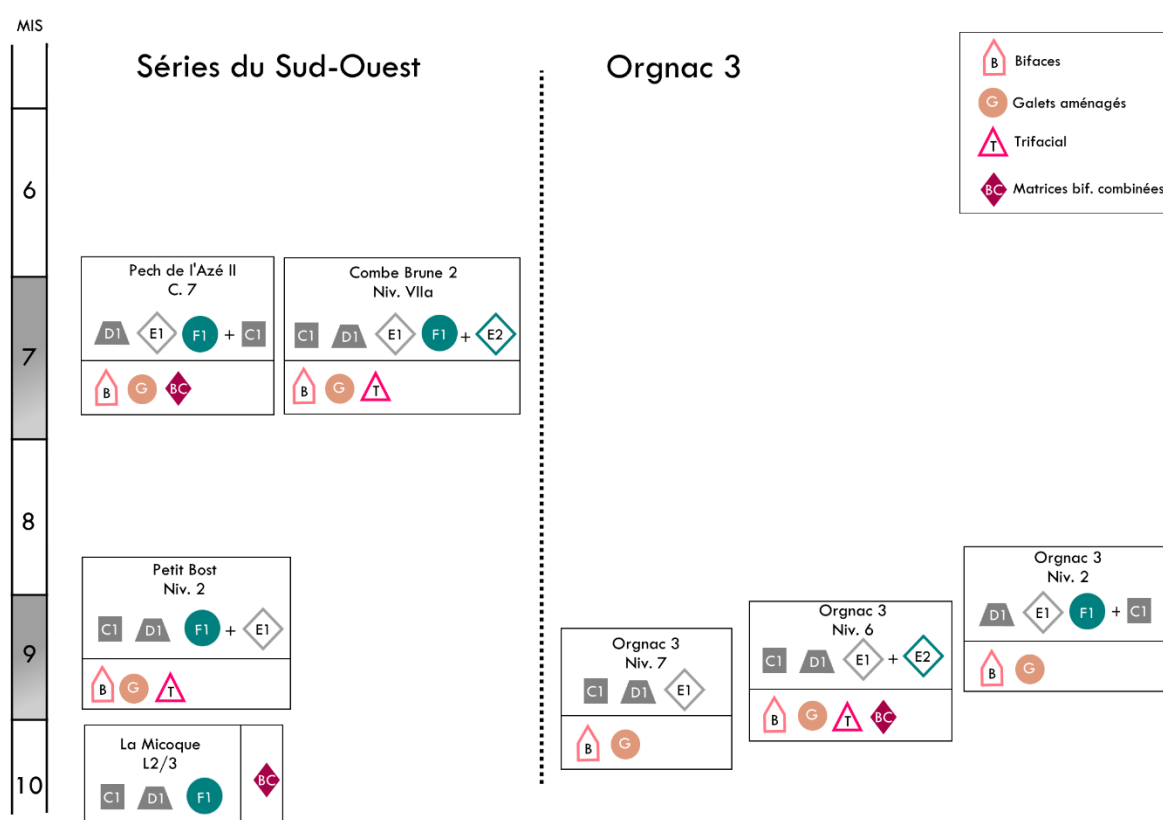 MIS
Séries du Sud-Ouest
Orgnac 3
B Bifaces
G Galets aménagés
T Trifacial
BC Matrices bif. combinées
6
Pech de l'Azé II
C. 7
D1 E1 F1 + C1
B G BC
Combe Brune 2
Niv. VIIa
C1 D1 E1 F1 + E2
B G T
7
8
Petit Bost
Niv. 2
C1 D1 F1 + E1
B G T
Orgnac 3
Niv. 7
C1 D1 E1
B G
Orgnac 3
Niv. 6
C1 D1 E1 + E2
B G T BC
Orgnac 3
Niv. 2
D1 E1 F1 + C1
B G
9
La Micoque
L2/3
C1 D1 F1
BC
10